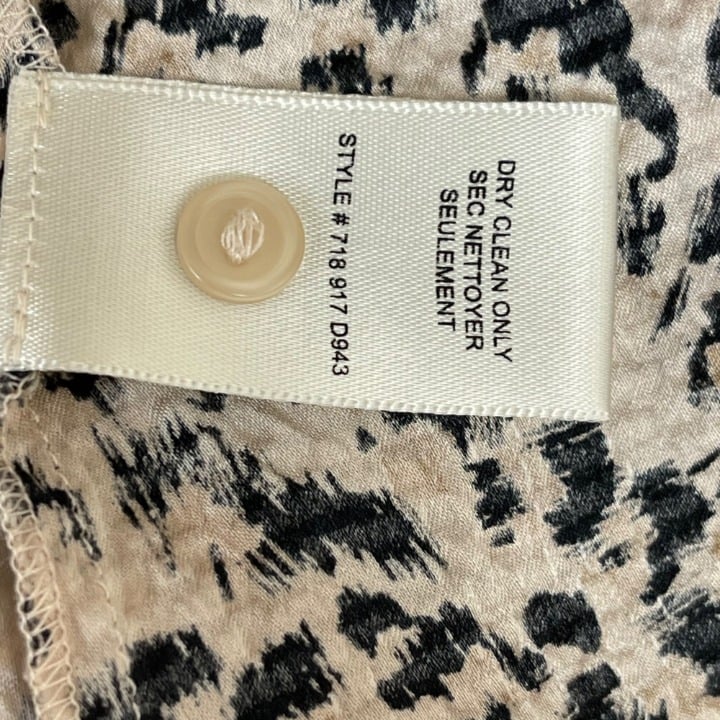 DRY CLEAN ONLY
SEC NETTOYER
SEULEMENT
STYLE # 718 917 D943